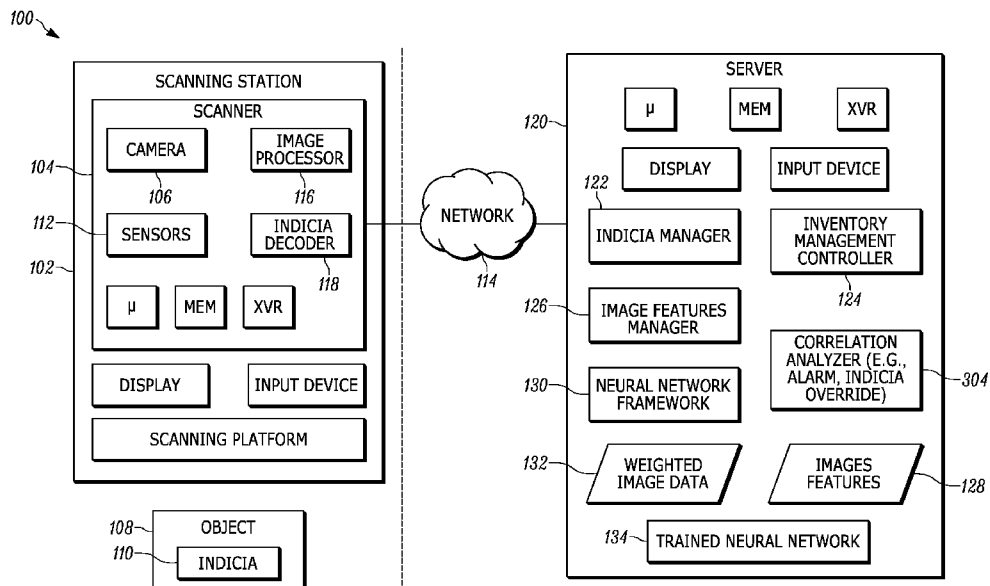 100
SCANNING STATION
SCANNER
CAMERA
106
IMAGE
PROCESSOR
116
104
112
SENSORS
INDICIA
DECODER
118
102
µ
MEM
XVR
DISPLAY
INPUT DEVICE
SCANNING PLATFORM
108
OBJECT
110
INDICIA
NETWORK
114
SERVER
120
µ
MEM
XVR
DISPLAY
INPUT DEVICE
122
INDICIA MANAGER
INVENTORY
MANAGEMENT
CONTROLLER
124
126
IMAGE FEATURES
MANAGER
CORRELATION
ANALYZER (E.G.,
ALARM, INDICIA
OVERRIDE)
304
130
NEURAL NETWORK
FRAMEWORK
132
WEIGHTED
IMAGE DATA
IMAGES
FEATURES
128
134
TRAINED NEURAL NETWORK